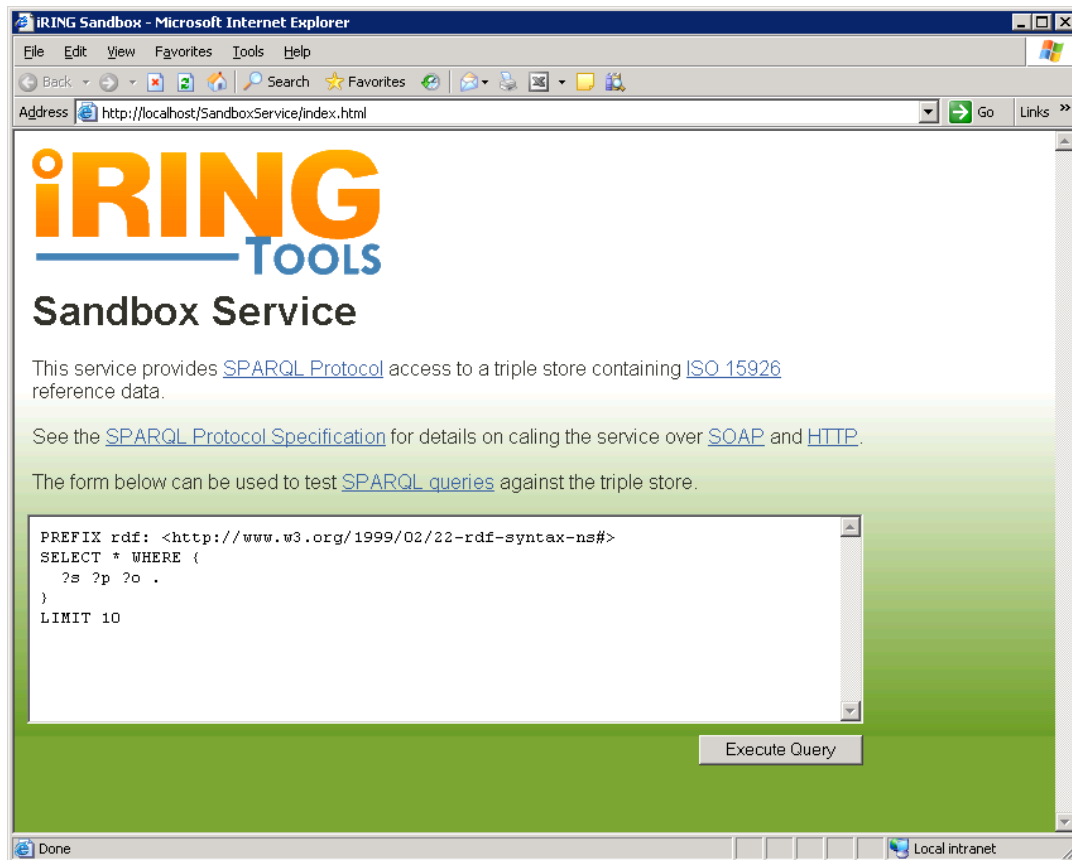 iRING Sandbox - Microsoft Internet Explorer
File Edit View Favorites Tools Help
Back Search Favorites
Address http://localhost/SandboxService/index.html Go Links »
iRING
TOOLS
Sandbox Service
This service provides SPARQL Protocol access to a triple store containing ISO 15926
reference data.
See the SPARQL Protocol Specification for details on caling the service over SOAP and HTTP.
The form below can be used to test SPARQL queries against the triple store.
PREFIX rdf: <http://www.w3.org/1999/02/22-rdf-syntax-ns#>
SELECT * WHERE {
?s ?p ?o .
}
LIMIT 10
Execute Query
Done Local intranet